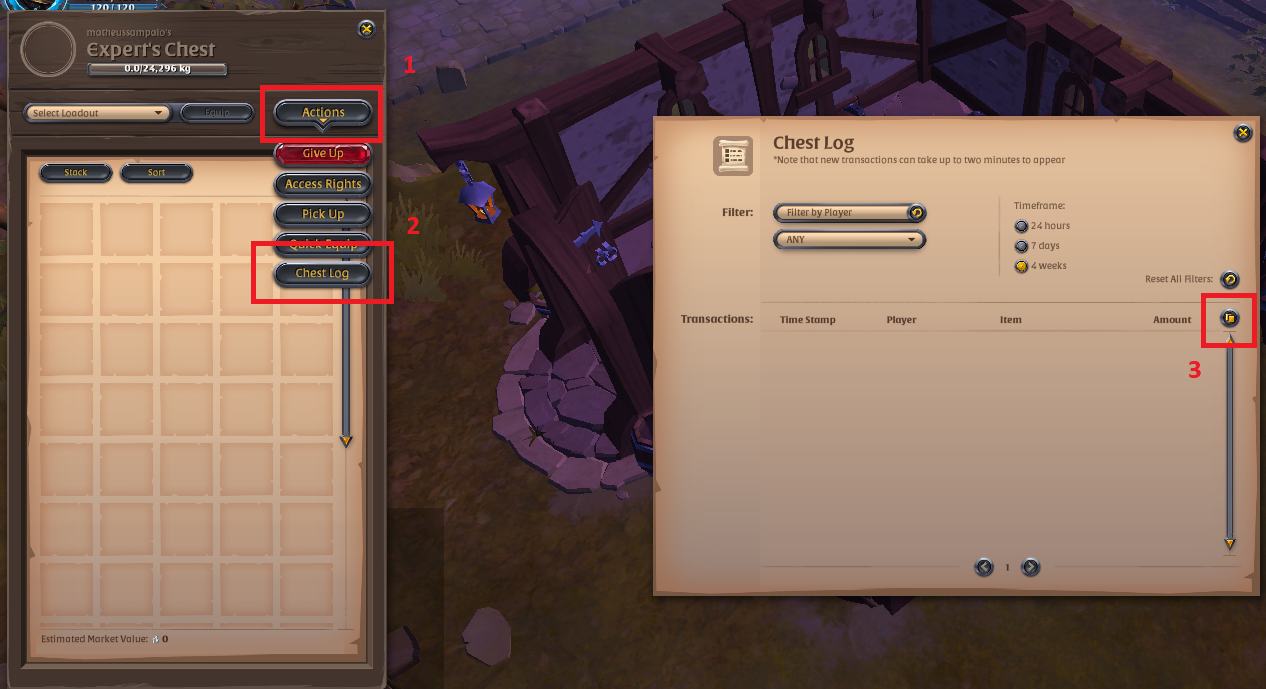 120/120
matheussampaio's
Expert's Chest
0.0/24,296 kg
Select Loadout
Equip
Actions
Give Up
Access Rights
Pick Up
Quick Equip
Chest Log
Stack
Sort
Estimated Market Value: 0
1
2
Chest Log
*Note that new transactions can take up to two minutes to appear
Filter:
Filter by Player
ANY
Timeframe:
24 hours
7 days
4 weeks
Reset All Filters:
Transactions:
Time Stamp
Player
Item
Amount
3
1